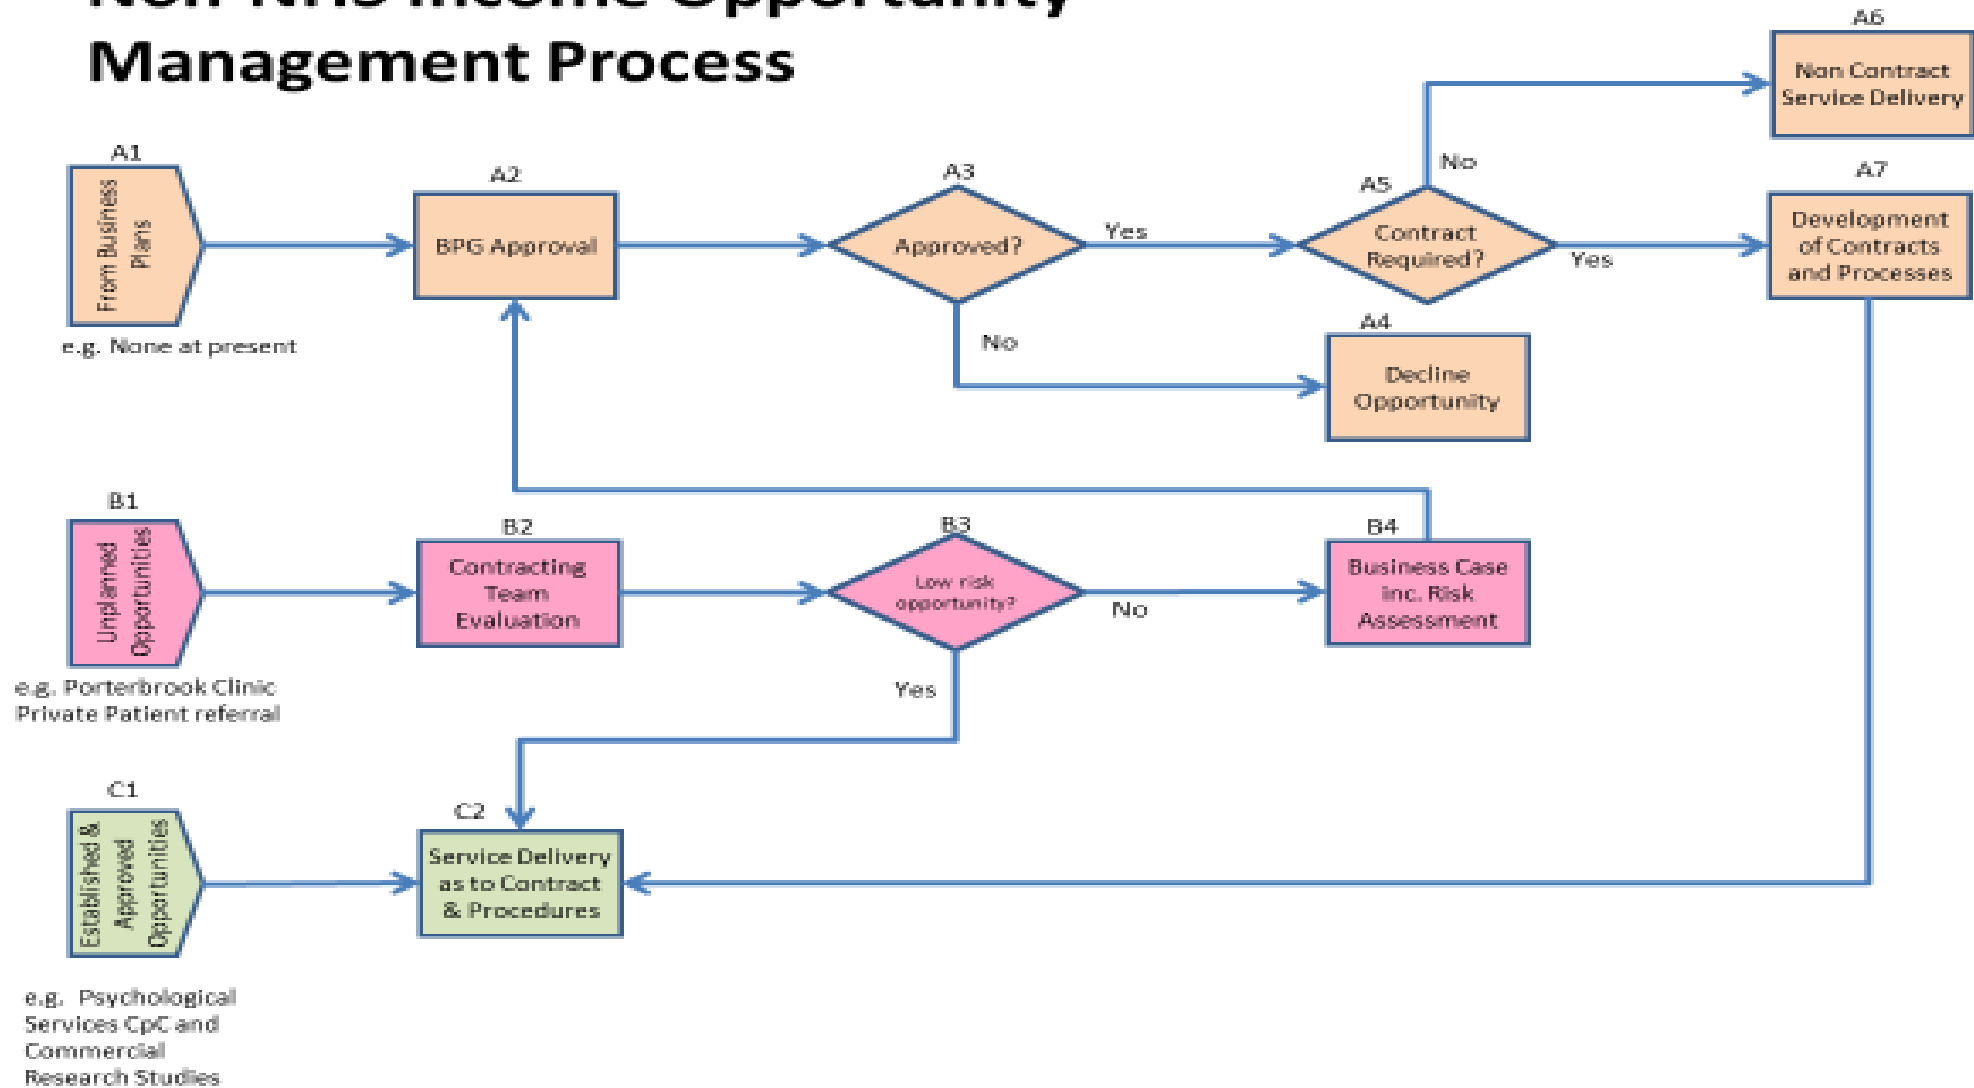 Non-NHS Income Opportunity
Management Process
A6
Non Contract
Service Delivery
No
A1
From Business
Plans
e.g. None at present
A2
BPG Approval
A3
Approved?
Yes
No
A5
Contract
Required?
Yes
A7
Development
of Contracts
and Processes
A4
Decline
Opportunity
B1
Unplanned
Opportunities
e.g. Porterbrook Clinic
Private Patient referral
B2
Contracting
Team
Evaluation
B3
Low risk
opportunity?
No
Yes
B4
Business Case
inc. Risk
Assessment
C1
Established &
Approved
Opportunities
e.g. Psychological
Services CpC and
Commercial
Research Studies
C2
Service Delivery
as to Contract
& Procedures